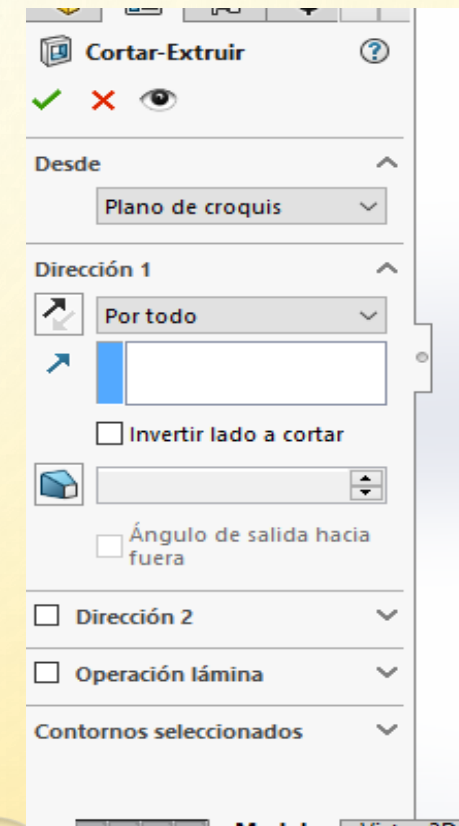 Cortar-Extruir
Desde
Plano de croquis
Dirección 1
Por todo
Invertir lado a cortar
Ángulo de salida hacia
fuera
Dirección 2
Operación lámina
Contornos seleccionados